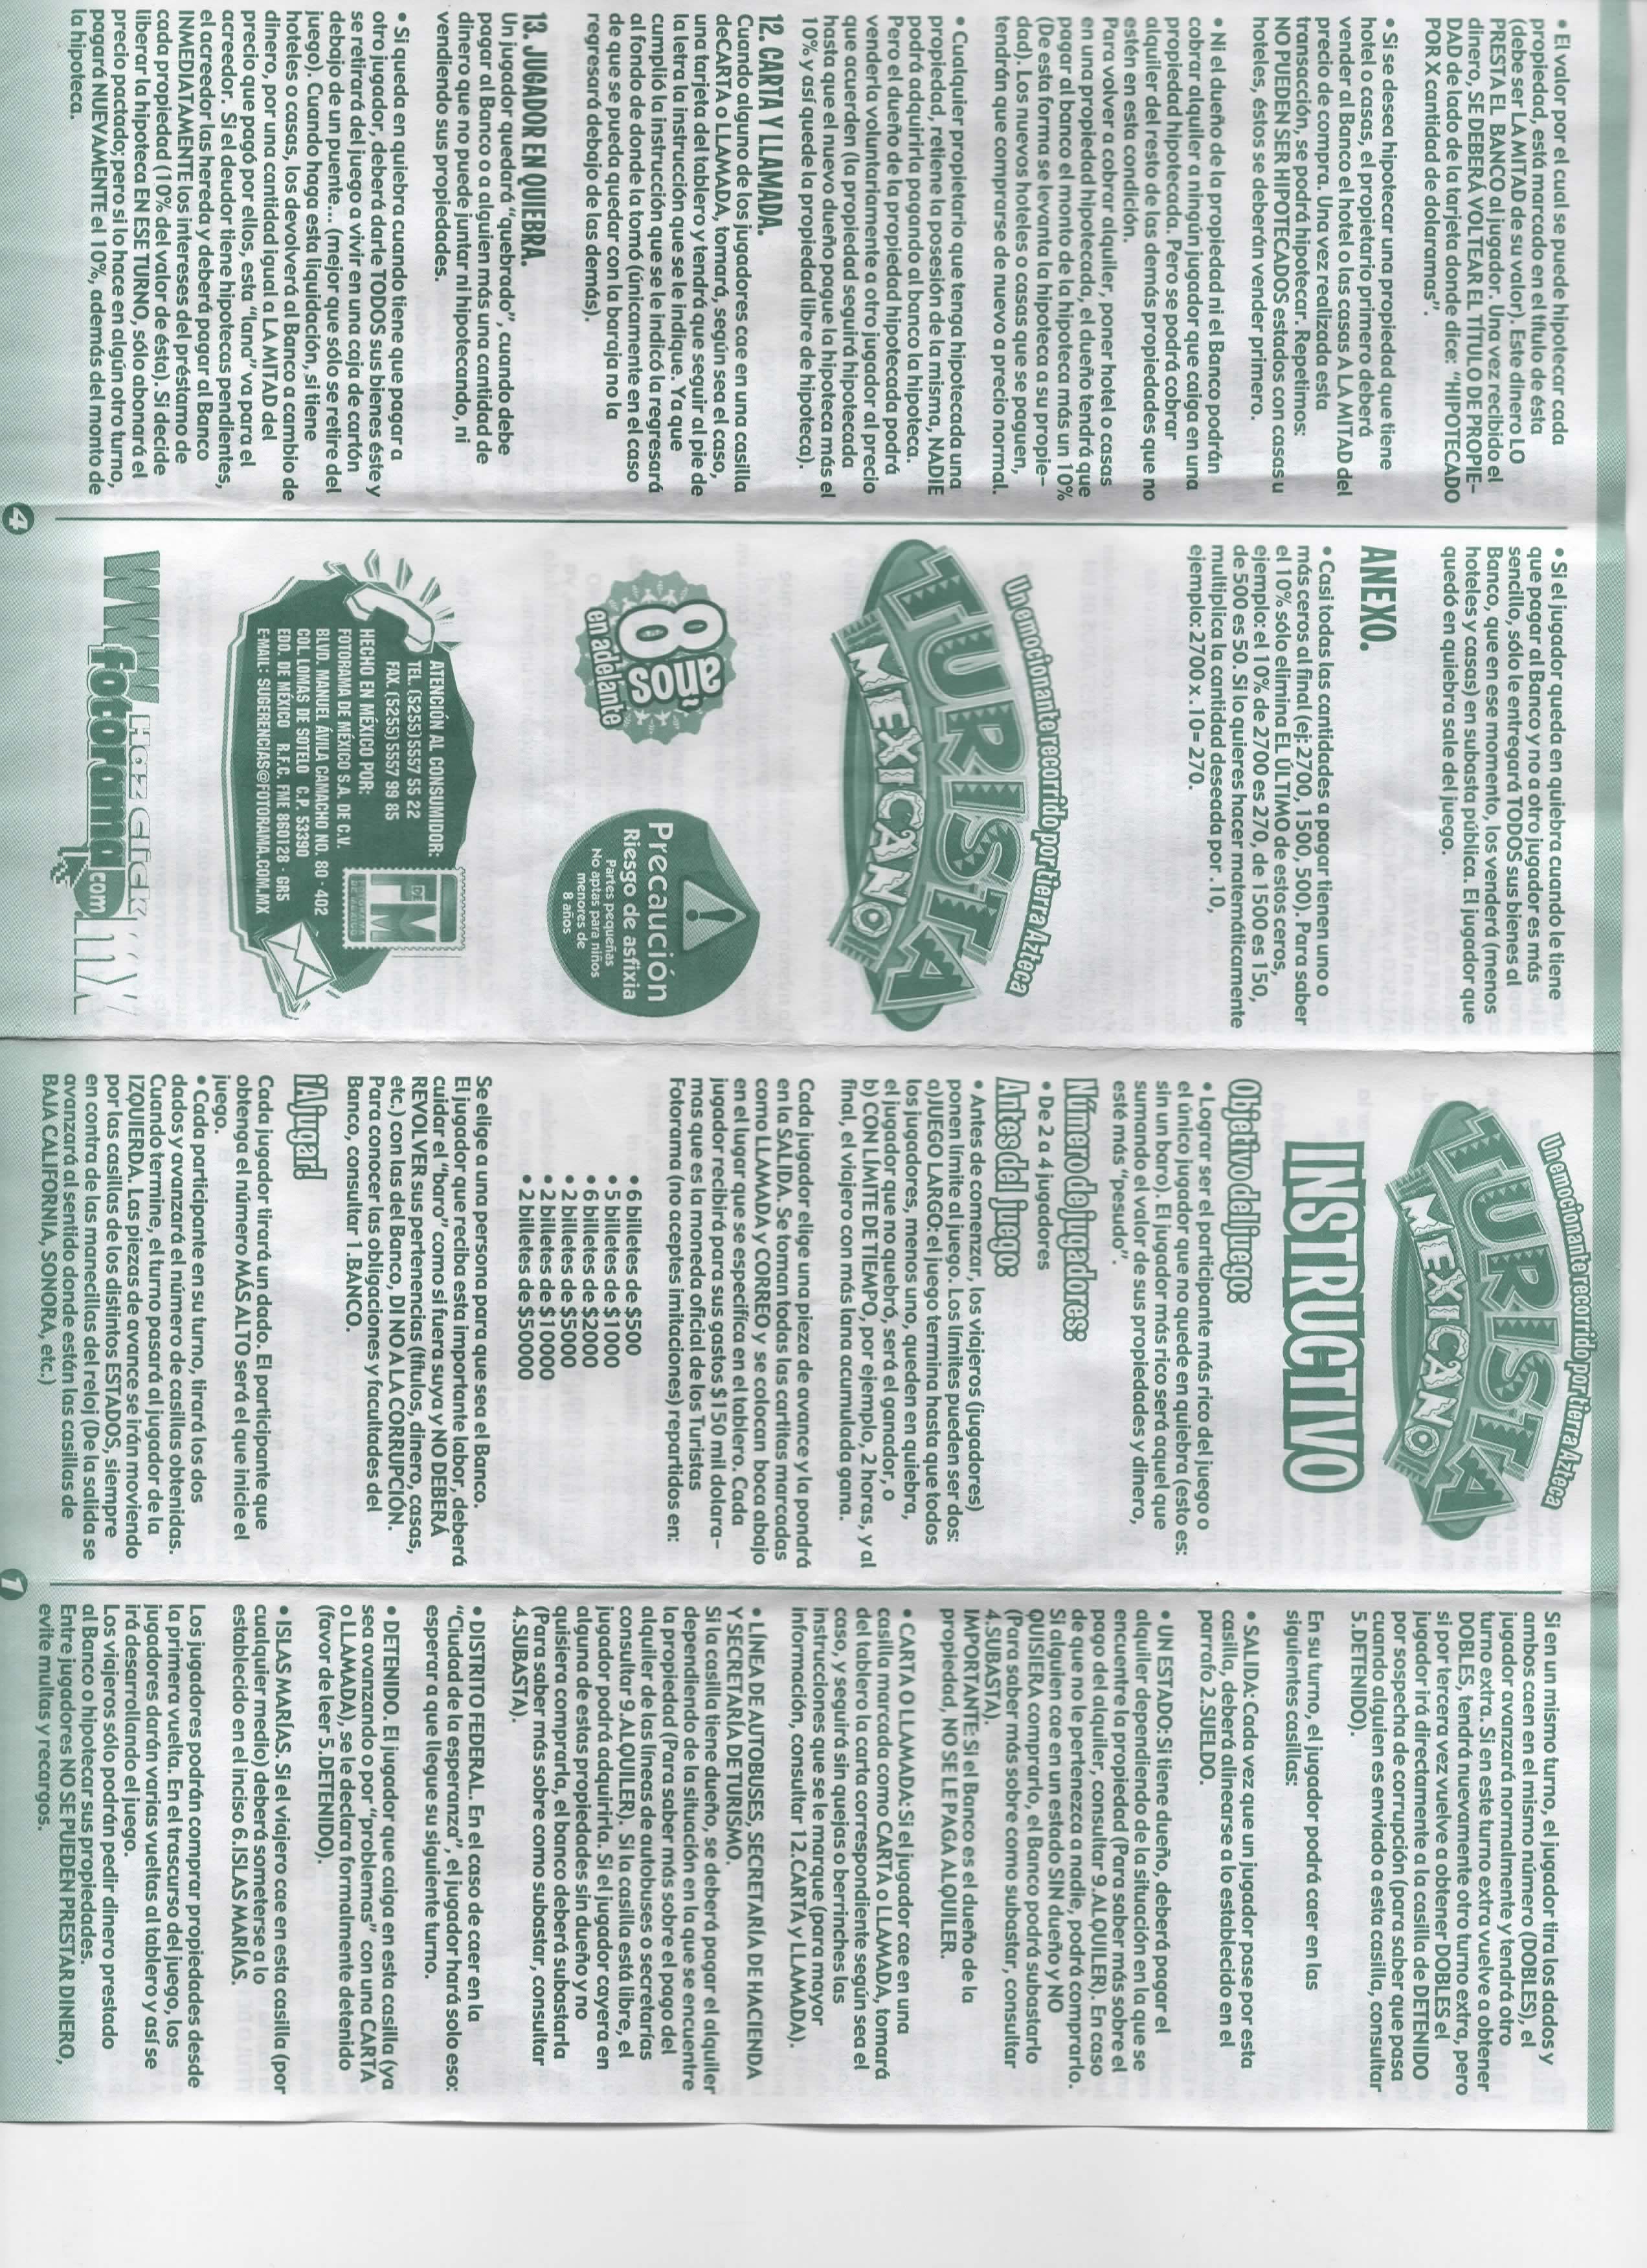 • El valor por el cual se puede hipotecar cada
propiedad, está marcado en el título de ésta
(debe ser LA MITAD de su valor). Este dinero LO
PRESTA EL BANCO al jugador. Una vez recibido el
dinero, SE DEBERÁ VOLTEAR EL TÍTULO DE PROPIE-
DAD de lado de la tarjeta donde dice: "HIPOTECADO
POR X cantidad de dolaramas".
• Si se desea hipotecar una propiedad que tiene
hotel o casas, el propietario primero deberá
vender al Banco el hotel o las casas A LA MITAD del
precio de compra. Una vez realizada esta
transacción, se podrá hipotecar. Repetimos:
NO PUEDEN SER HIPOTECADOS estados con casas u
hoteles, éstos se deberán vender primero.
• Ni el dueño de la propiedad ni el Banco podrán
cobrar alquiler a ningún jugador que caiga en una
propiedad hipotecada. Pero se podrá cobrar
alquiler del resto de las demás propiedades que no
estén en esta condición.
Para volver a cobrar alquiler, poner hotel o casas
en una propiedad hipotecada, el dueño tendrá que
pagar al banco el monto de la hipoteca más un 10%
(De esta forma se levanta la hipoteca a su propie-
dad). Los nuevos hoteles o casas que se paguen,
tendrán que comprarse de nuevo a precio normal.
• Cualquier propietario que tenga hipotecada una
propiedad, retiene la posesión de la misma, NADIE
podrá adquirirla pagando al banco la hipoteca.
Pero el dueño de la propiedad hipotecada podrá
venderla voluntariamente a otro jugador al precio
que acuerden (la propiedad seguirá hipotecada
hasta que el nuevo dueño pague la hipoteca más el
10% y así quede la propiedad libre de hipoteca).
12. CARTA Y LLAMADA.
Cuando alguno de los jugadores cae en una casilla
deCARTA o LLAMADA, tomará, según sea el caso,
una tarjeta del tablero y tendrá que seguir al pie de
la letra la instrucción que se le indique. Ya que
cumplió la instrucción que se le indicó la regresará
al fondo de donde la tomó (únicamente en el caso
de que se pueda quedar con la baraja no la
regresará debajo de las demás).
13. JUGADOR EN QUIEBRA.
Un jugador quedará "quebrado", cuando debe
pagar al Banco o a alguien más una cantidad de
dinero que no puede juntar ni hipotecando, ni
vendiendo sus propiedades.
• Si queda en quiebra cuando tiene que pagar a
otro jugador, deberá darle TODOS sus bienes éste y
se retirará del juego a vivir en una caja de cartón
debajo de un puente... (mejor que sólo se retire del
juego). Cuando haga esta liquidación, si tiene
hoteles o casas, los devolverá al Banco a cambio de
dinero, por una cantidad igual a LA MITAD del
precio que pagó por ellos, esta "lana" va para el
acreedor. Si el deudor tiene hipotecas pendientes,
el acreedor las hereda y deberá pagar al Banco
INMEDIATAMENTE los intereses del préstamo de
cada propiedad (10% del valor de ésta). Si decide
liberar la hipoteca EN ESE TURNO, sólo abonará el
precio pactado; pero si lo hace en algún otro turno,
pagará NUEVAMENTE el 10%, además del monto de
la hipoteca.
4
• Si el jugador queda en quiebra cuando le tiene
que pagar al Banco y no a otro jugador es más
sencillo, sólo le entregará TODOS sus bienes al
Banco, que en ese momento, los venderá (menos
hoteles y casas) en subasta pública. El jugador que
quedó en quiebra sale del juego.
ANEXO.
• Casi todas las cantidades a pagar tienen uno o
más ceros al final (ej: 2700, 1500, 500). Para saber
el 10% sólo elimina EL ÚLTIMO de estos ceros,
ejemplo: el 10% de 2700 es 270, de 1500 es 150,
de 500 es 50. Si lo quieres hacer matemáticamente
multiplica la cantidad deseada por .10,
ejemplo: 2700 x .10= 270.
Un emocionante recorrido por tierra Azteca
TURISTA
MEXICANO
8 años
en adelante
Precaución
Riesgo de asfixia
Partes pequeñas
No aptas para niños
menores de
8 años
ATENCIÓN AL CONSUMIDOR:
TEL. (5255) 5557 55 22
FAX. (5255) 5557 99 85
HECHO EN MÉXICO POR:
FOTORAMA DE MÉXICO S.A. DE C.V.
BLVD. MANUEL ÁVILA CAMACHO NO. 80 - 402
COL. LOMAS DE SOTELO C.P. 53390
EDO. DE MÉXICO R.F.C. FME 860128 - GR5
E-MAIL: SUGERENCIAS@FOTORAMA.COM.MX
F DE M
FOTORAMA
DE MÉXICO
WWW Haz Click
fotorama.com.mx
Un emocionante recorrido por tierra Azteca
TURISTA
MEXICANO
INSTRUCTIVO
Objetivo del juego:
• Lograr ser el participante más rico del juego o
el único jugador que no quede en quiebra (esto es:
sin un baro). El jugador más rico será aquel que
sumando el valor de sus propiedades y dinero,
esté más "pesudo".
Número de jugadores:
• De 2 a 4 jugadores
Antes del juego:
• Antes de comenzar, los viajeros (jugadores)
ponen límite al juego. Los límites pueden ser dos:
a)JUEGO LARGO: el juego termina hasta que todos
los jugadores, menos uno, queden en quiebra,
el jugador que no quebró, será el ganador, o
b) CON LÍMITE DE TIEMPO, por ejemplo, 2 horas, y al
final, el viajero con más lana acumulada gana.
Cada jugador elige una pieza de avance y la pondrá
en la SALIDA. Se toman todas las cartitas marcadas
como LLAMADA y CORREO y se colocan boca abajo
en el lugar que se especifíca en el tablero. Cada
jugador recibirá para sus gastos $150 mil dolara-
mas que es la moneda oficial de los Turistas
Fotorama (no aceptes imitaciones) repartidos en:
• 6 billetes de $500
• 5 billetes de $1000
• 6 billetes de $2000
• 2 billetes de $5000
• 2 billetes de $10000
• 2 billetes de $50000
Se elige a una persona para que sea el Banco.
El jugador que reciba esta importante labor, deberá
cuidar el "baro" como si fuera suya y NO DEBERÁ
REVOLVER sus pertenencias (títulos, dinero, casas,
etc.) con las del Banco, DI NO A LA CORRUPCIÓN.
Para conocer las obligaciones y facultades del
Banco, consultar 1.BANCO.
¡A jugar!
Cada jugador tirará un dado. El participante que
obtenga el número MÁS ALTO será el que inicie el
juego.
• Cada participante en su turno, tirará los dos
dados y avanzará el número de casillas obtenidas.
Cuando termine, el turno pasará al jugador de la
IZQUIERDA. Las piezas de avance se irán moviendo
por las casillas de los distintos ESTADOS, siempre
en contra de las manecillas del reloj (De la salida se
avanzará al sentido donde están las casillas de
BAJA CALIFORNIA, SONORA, etc.)
1
Si en un mismo turno, el jugador tira los dados y
ambos caen en el mismo número (DOBLES), el
jugador avanzará normalmente y tendrá otro
turno extra. Si en este turno extra vuelve a obtener
DOBLES, tendrá nuevamente otro turno extra, pero
si por tercera vez vuelve a obtener DOBLES el
jugador irá directamente a la casilla de DETENIDO
por sospecha de corrupción (para saber que pasa
cuando alguien es enviado a esta casilla, consultar
5.DETENIDO).
En su turno, el jugador podrá caer en las
siguientes casillas:
• SALIDA: Cada vez que un jugador pase por esta
casilla, deberá alinearse a lo establecido en el
parrafo 2.SUELDO.
• UN ESTADO: Si tiene dueño, deberá pagar el
alquiler dependiendo de la situación en la que se
encuentre la propiedad (Para saber más sobre el
pago del alquiler, consultar 9.ALQUILER). En caso
de que no le pertenezca a nadie, podrá comprarlo.
Si alguien cae en un estado SIN dueño y NO
QUISIERA comprarlo, el Banco podrá subastarlo
(Para saber más sobre como subastar, consultar
4.SUBASTA).
IMPORTANTE: Si el Banco es el dueño de la
propiedad, NO SE LE PAGA ALQUILER.
• CARTA O LLAMADA: Si el jugador cae en una
casilla marcada como CARTA o LLAMADA, tomará
del tablero la carta correspondiente según sea el
caso, y seguirá sin quejas o berrinches las
instrucciones que se le marque (para mayor
información, consultar 12.CARTA y LLAMADA).
• LÍNEA DE AUTOBUSES, SECRETARÍA DE HACIENDA
Y SECRETARÍA DE TURISMO.
Si la casilla tiene dueño, se deberá pagar el alquiler
dependiendo de la situación en la que se encuentre
la propiedad (Para saber más sobre el pago del
alquiler de las líneas de autobuses o secretarías
consultar 9.ALQUILER). Si la casilla está libre, el
jugador podrá adquirirla. Si el jugador cayera en
alguna de estas propiedades sin dueño y no
quisiera comprarla, el banco deberá subastarla
(Para saber más sobre como subastar, consultar
4.SUBASTA).
• DISTRITO FEDERAL. En el caso de caer en la
"Ciudad de la esperanza", el jugador hará solo eso:
esperar a que llegue su siguiente turno.
• DETENIDO. El jugador que caiga en esta casilla (ya
sea avanzando o por "problemas" con una CARTA
o LLAMADA), se le declara formalmente detenido
(favor de leer 5.DETENIDO).
• ISLAS MARÍAS. Si el viajero cae en esta casilla (por
cualquier medio) deberá someterse a lo
establecido en el inciso 6.ISLAS MARÍAS.
Los jugadores podrán comprar propiedades desde
la primera vuelta. En el trascurso del juego, los
jugadores darán varias vueltas al tablero y así se
irá desarrollando el juego.
Los viajeros sólo podrán pedir dinero prestado
al Banco o hipotecar sus propiedades.
Entre jugadores NO SE PUEDEN PRESTAR DINERO,
evite multas y recargos.